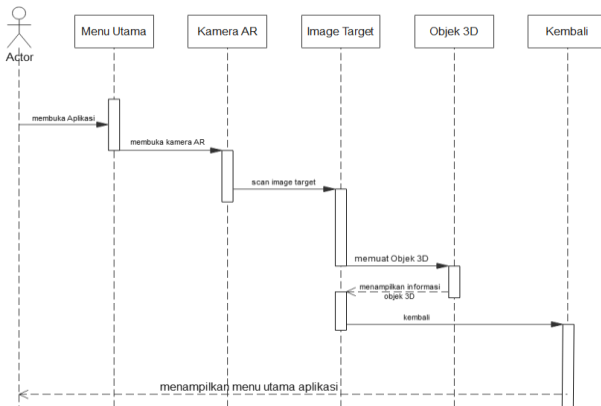 Menu Utama
Kamera AR
Image Target
Objek 3D
Kembali
Actor
membuka Aplikasi
membuka kamera AR
scan image target
memuat Objek 3D
menampilkan informasi
objek 3D
kembali
menampilkan menu utama aplikasi